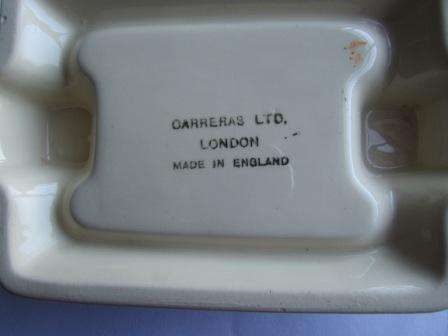 CARRERAS LTD.
LONDON
MADE IN ENGLAND